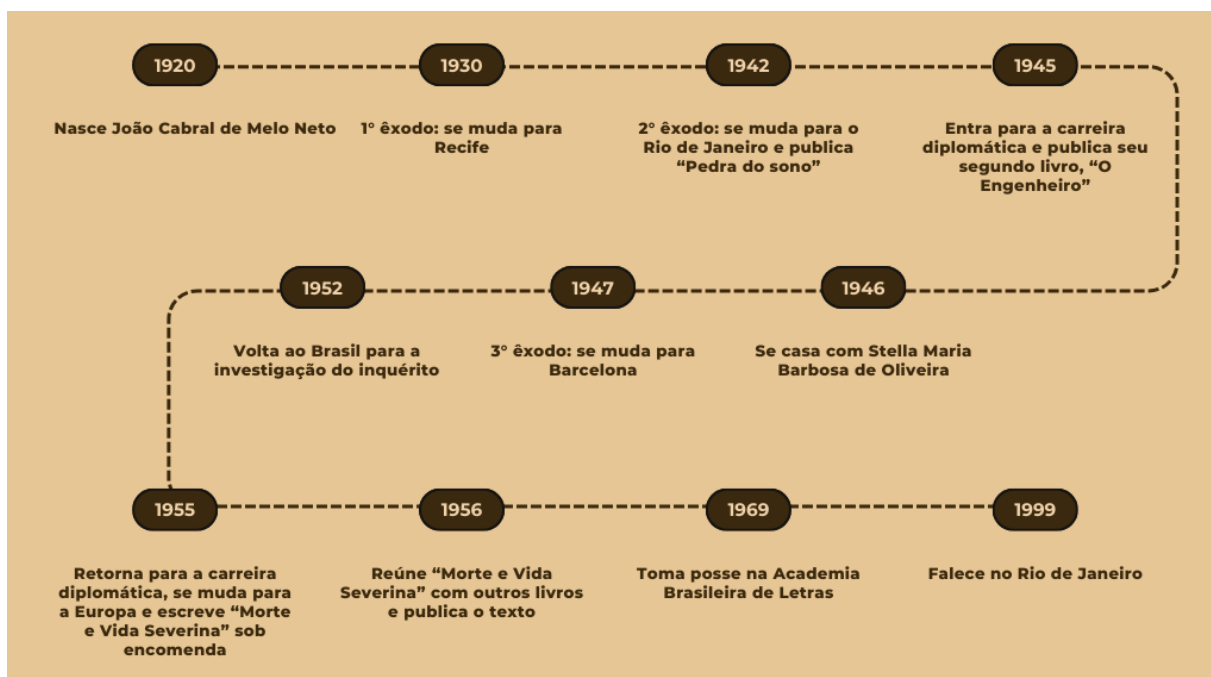 1920
Nasce João Cabral de Melo Neto
1930
1° êxodo: se muda para
Recife
1942
2° êxodo: se muda para o
Rio de Janeiro e publica
“Pedra do sono”
1945
Entra para a carreira
diplomática e publica seu
segundo livro, “O
Engenheiro”
1946
Se casa com Stella Maria
Barbosa de Oliveira
1947
3° êxodo: se muda para
Barcelona
1952
Volta ao Brasil para a
investigação do inquérito
1955
Retorna para a carreira
diplomática, se muda para
a Europa e escreve “Morte
e Vida Severina” sob
encomenda
1956
Reúne “Morte e Vida
Severina” com outros livros
e publica o texto
1969
Toma posse na Academia
Brasileira de Letras
1999
Falece no Rio de Janeiro